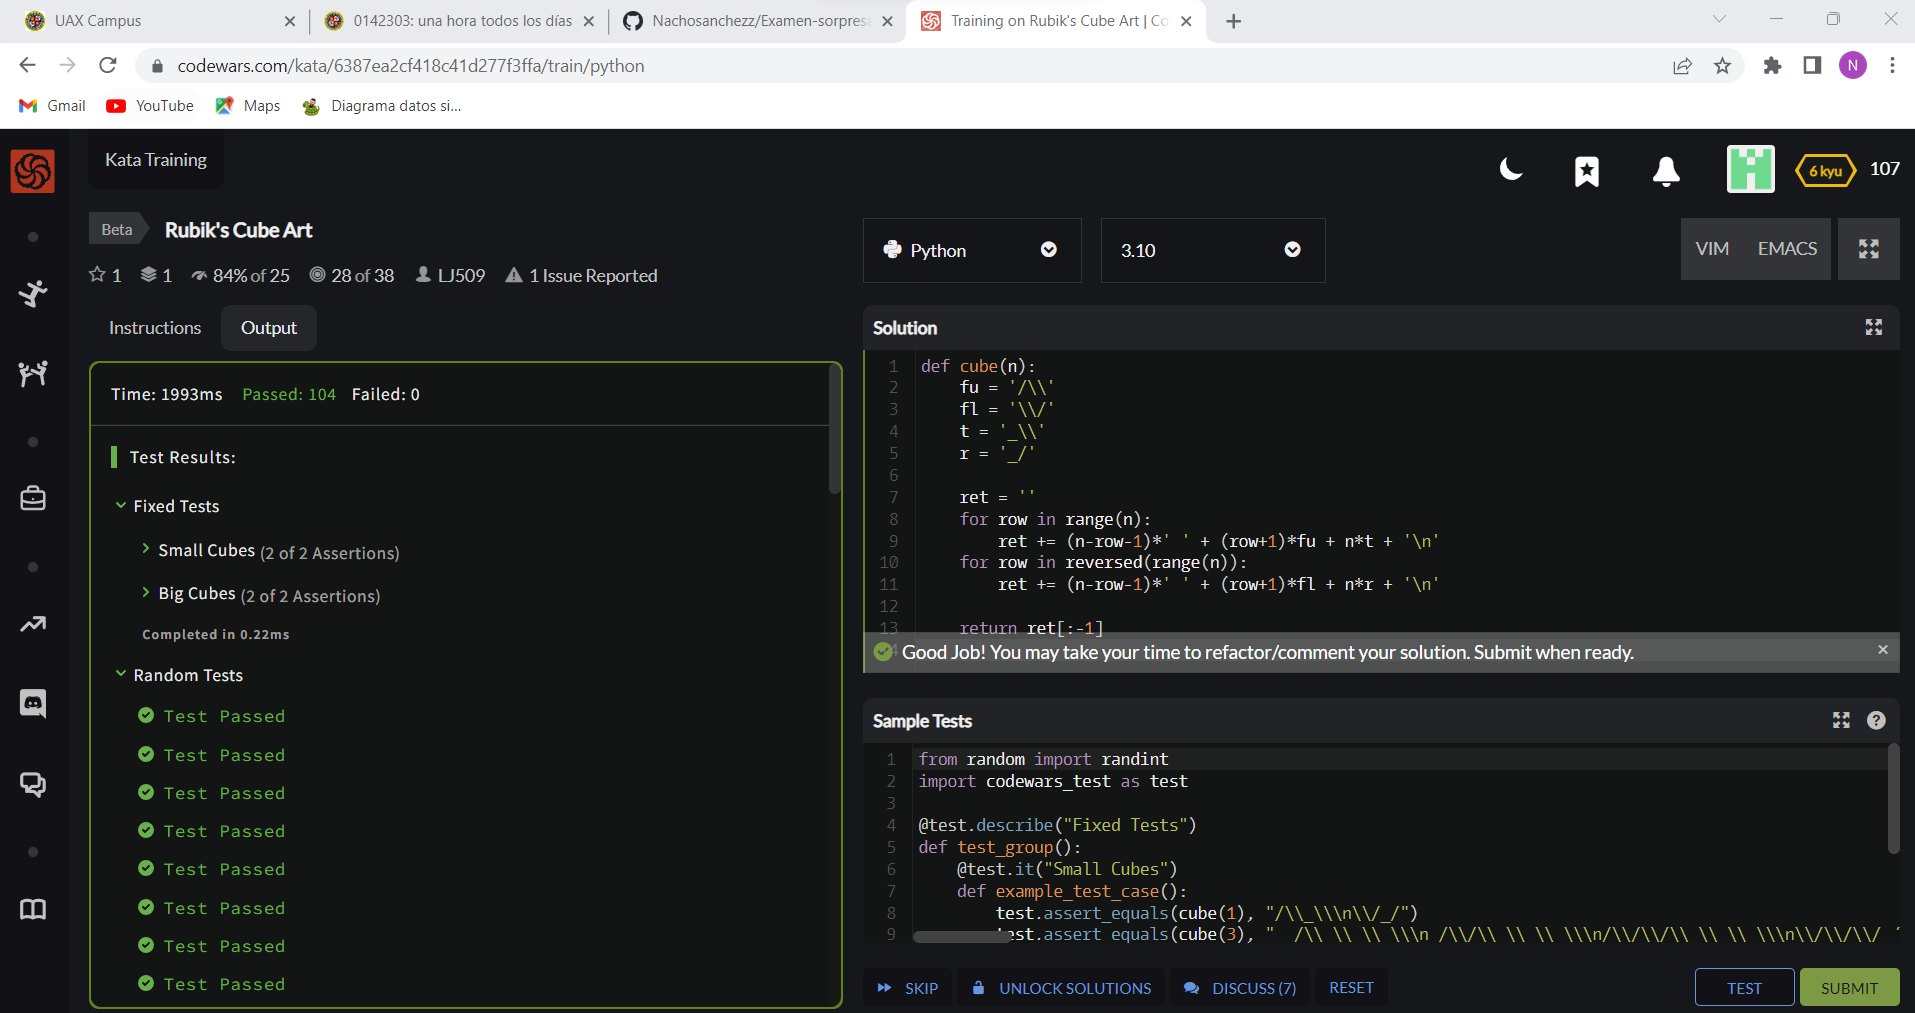 UAX Campus
0142303: una hora todos los días
Nachosanchezz/Examen-sorpres
Training on Rubik's Cube Art | Co
codewars.com/kata/6387ea2cf418c41d277f3ffa/train/python
N
Gmail
YouTube
Maps
Diagrama datos si...
Kata Training
6 kyu
107
Beta
Rubik's Cube Art
1
1
84% of 25
28 of 38
LJ509
1 Issue Reported
Python
3.10
VIM
EMACS
Instructions
Output
Time: 1993ms Passed: 104 Failed: 0
Test Results:
Fixed Tests
Small Cubes (2 of 2 Assertions)
Big Cubes (2 of 2 Assertions)
Completed in 0.22ms
Random Tests
Test Passed
Test Passed
Test Passed
Test Passed
Test Passed
Test Passed
Test Passed
Test Passed
Solution
1 def cube(n):
2     fu = '/\\'
3     fl = '\\/'
4     t = '_\\'
5     r = '_/'
6
7     ret = ''
8     for row in range(n):
9         ret += (n-row-1)*' ' + (row+1)*fu + n*t + '\n'
10     for row in reversed(range(n)):
11         ret += (n-row-1)*' ' + (row+1)*fl + n*r + '\n'
12
13     return ret[:-1]
Good Job! You may take your time to refactor/comment your solution. Submit when ready.
Sample Tests
1 from random import randint
2 import codewars_test as test
3
4 @test.describe("Fixed Tests")
5 def test_group():
6     @test.it("Small Cubes")
7     def example_test_case():
8         test.assert_equals(cube(1), "/\\_\\\n\\/_/")
9         test.assert_equals(cube(3), "  /\\_\\_\\_\\\n /\\/\\_\\_\\_\\\n/\\/\\/\\_\\_\\_\\\n\\/\\/\\/_
SKIP
UNLOCK SOLUTIONS
DISCUSS (7)
RESET
TEST
SUBMIT